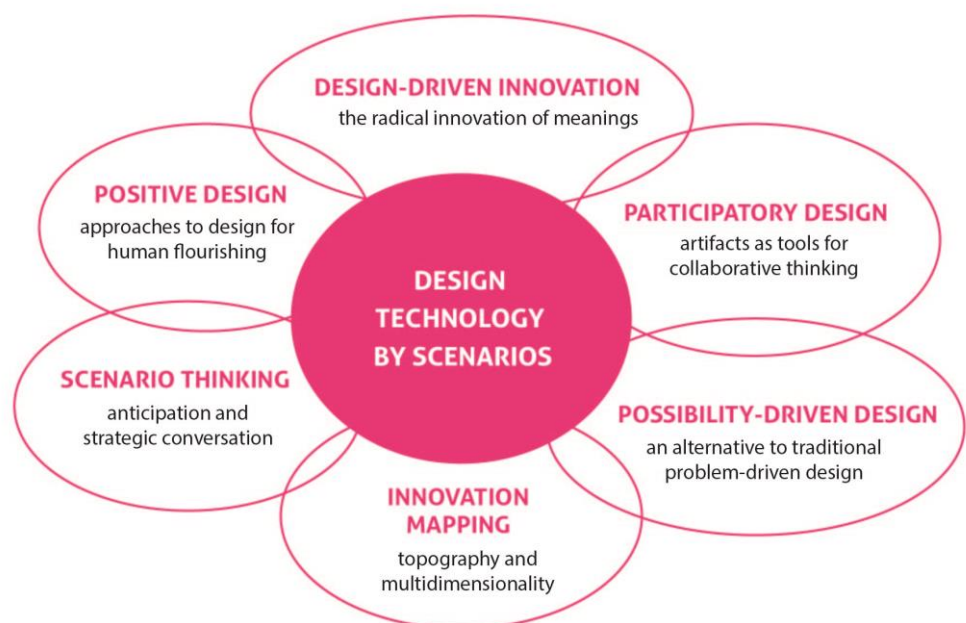 DESIGN-DRIVEN INNOVATION
the radical innovation of meanings
POSITIVE DESIGN
approaches to design for
human flourishing
PARTICIPATORY DESIGN
artifacts as tools for
collaborative thinking
DESIGN
TECHNOLOGY
BY SCENARIOS
SCENARIO THINKING
anticipation and
strategic conversation
POSSIBILITY-DRIVEN DESIGN
an alternative to traditional
problem-driven design
INNOVATION
MAPPING
topography and
multidimensionality